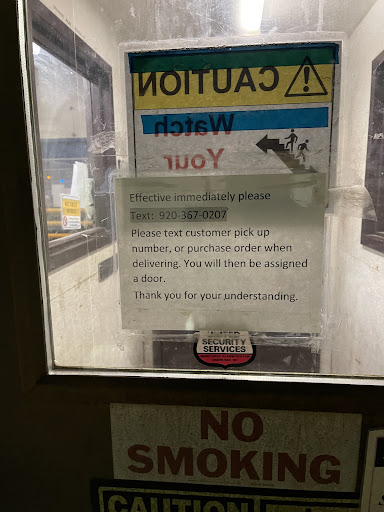 CAUTION
Watch
Your
Effective immediately please
Text: 920-367-0207
Please text customer pick up
number, or purchase order when
delivering. You will then be assigned
a door.
Thank you for your understanding.
SECURITY
SERVICES
NO
SMOKING
CAUTION